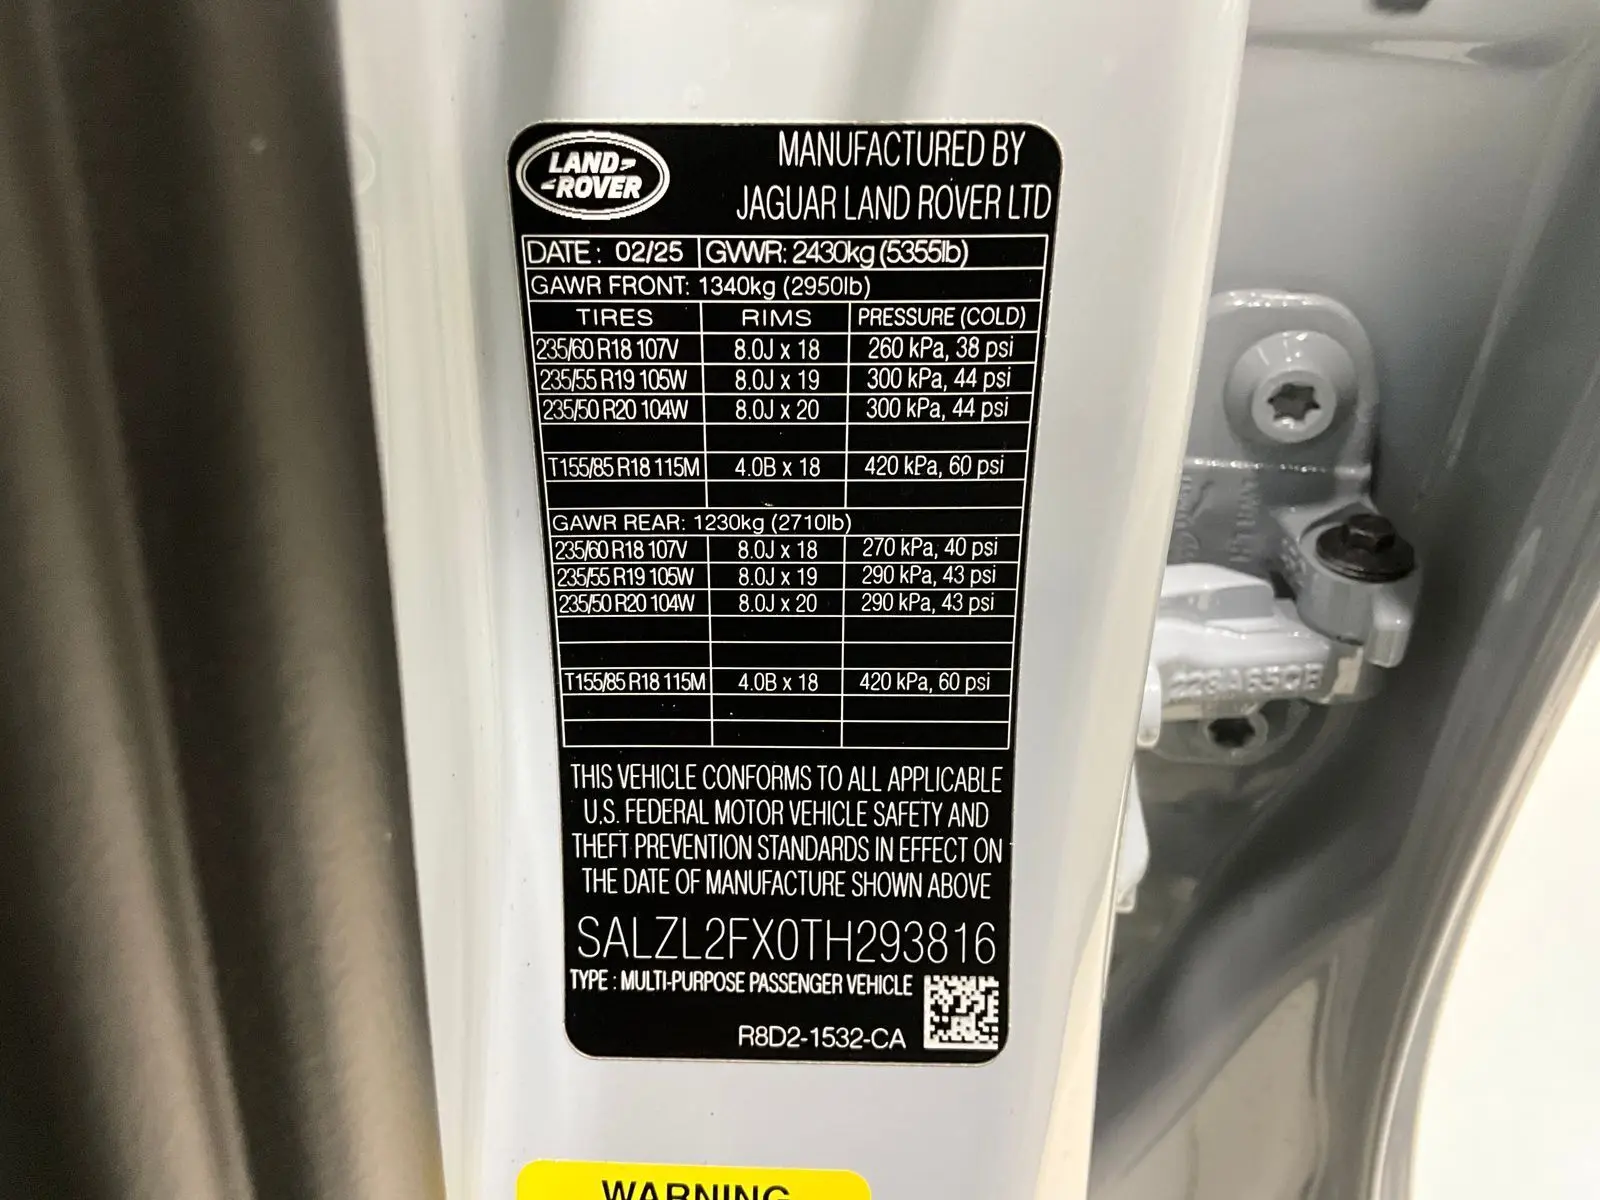 LAND-
-ROVER
MANUFACTURED BY
JAGUAR LAND ROVER LTD
DATE: 02/25 GVWR: 2430kg (5355lb)
GAWR FRONT: 1340kg (2950lb)
TIRES RIMS PRESSURE (COLD)
235/60 R18 107V 8.0J x 18 260 kPa, 38 psi
235/55 R19 105W 8.0J x 19 300 kPa, 44 psi
235/50 R20 104W 8.0J x 20 300 kPa, 44 psi
T155/85 R18 115M 4.0B x 18 420 kPa, 60 psi
GAWR REAR: 1230kg (2710lb)
235/60 R18 107V 8.0J x 18 270 kPa, 40 psi
235/55 R19 105W 8.0J x 19 290 kPa, 43 psi
235/50 R20 104W 8.0J x 20 290 kPa, 43 psi
T155/85 R18 115M 4.0B x 18 420 kPa, 60 psi
THIS VEHICLE CONFORMS TO ALL APPLICABLE
U.S. FEDERAL MOTOR VEHICLE SAFETY AND
THEFT PREVENTION STANDARDS IN EFFECT ON
THE DATE OF MANUFACTURE SHOWN ABOVE
SALZL2FX0TH293816
TYPE : MULTI-PURPOSE PASSENGER VEHICLE
R8D2-1532-CA
WARNING